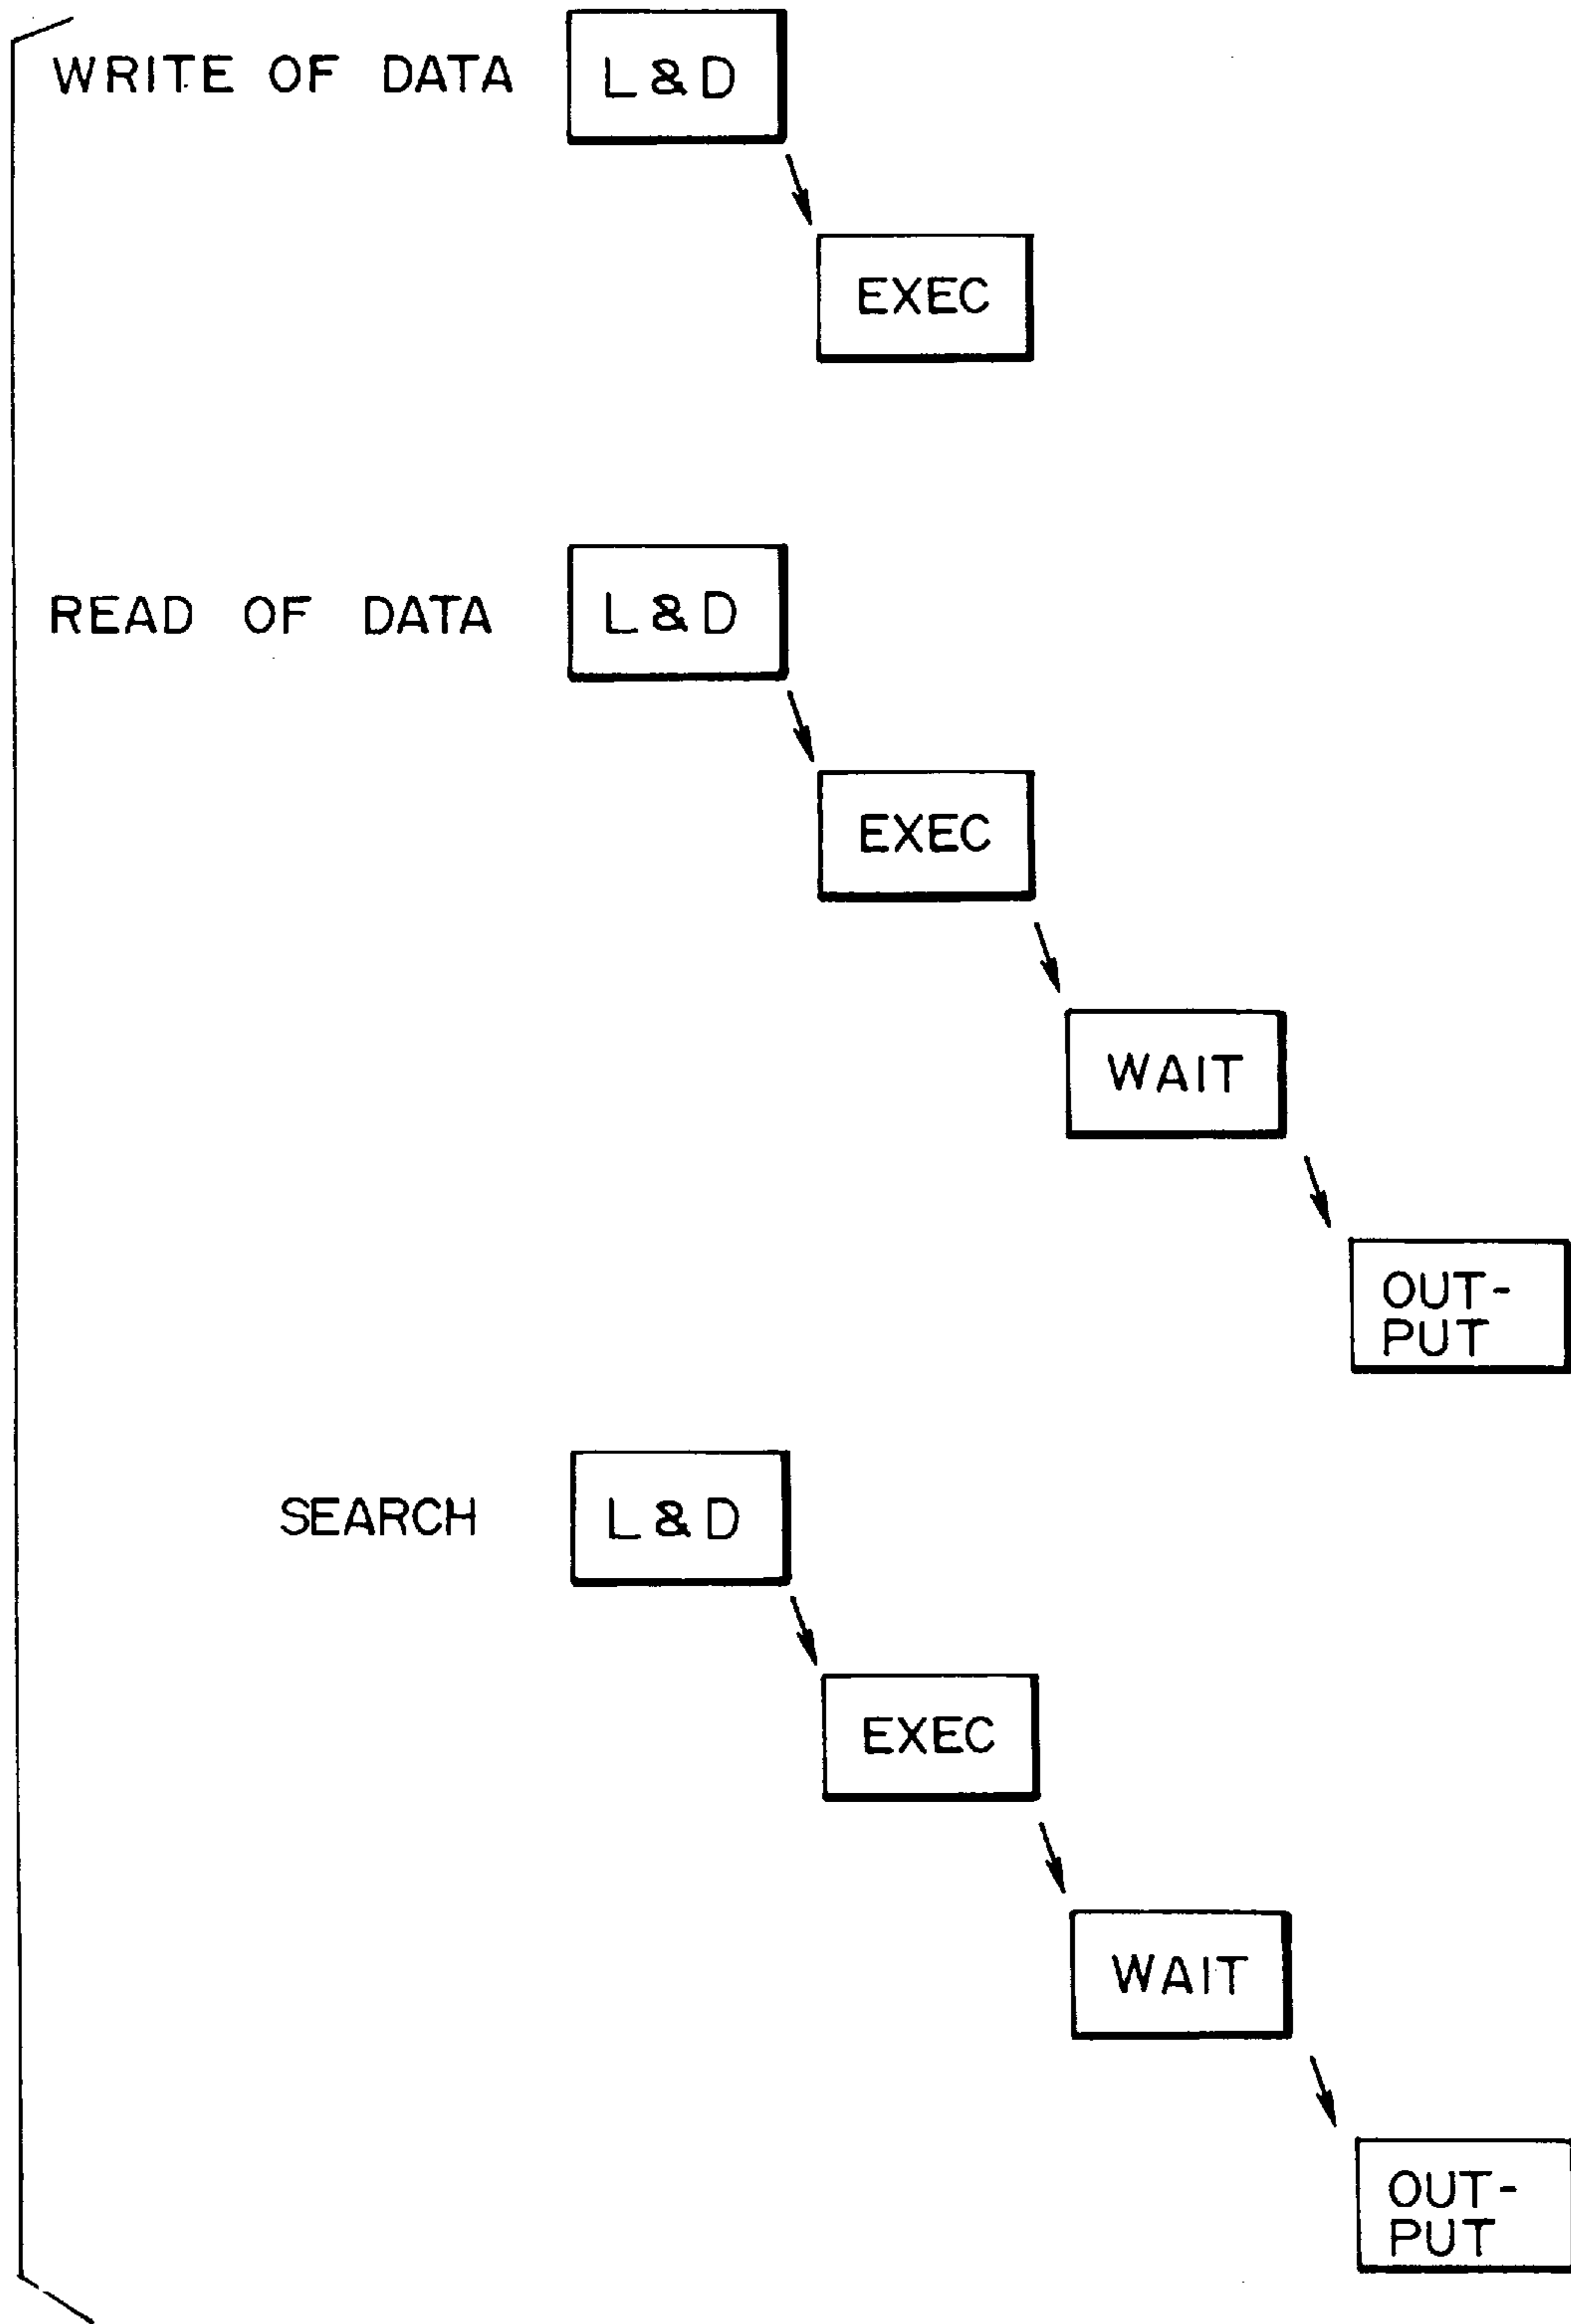 WRITE OF DATA
L & D
EXEC
READ OF DATA
L & D
EXEC
WAIT
OUT-
PUT
SEARCH
L & D
EXEC
WAIT
OUT-
PUT